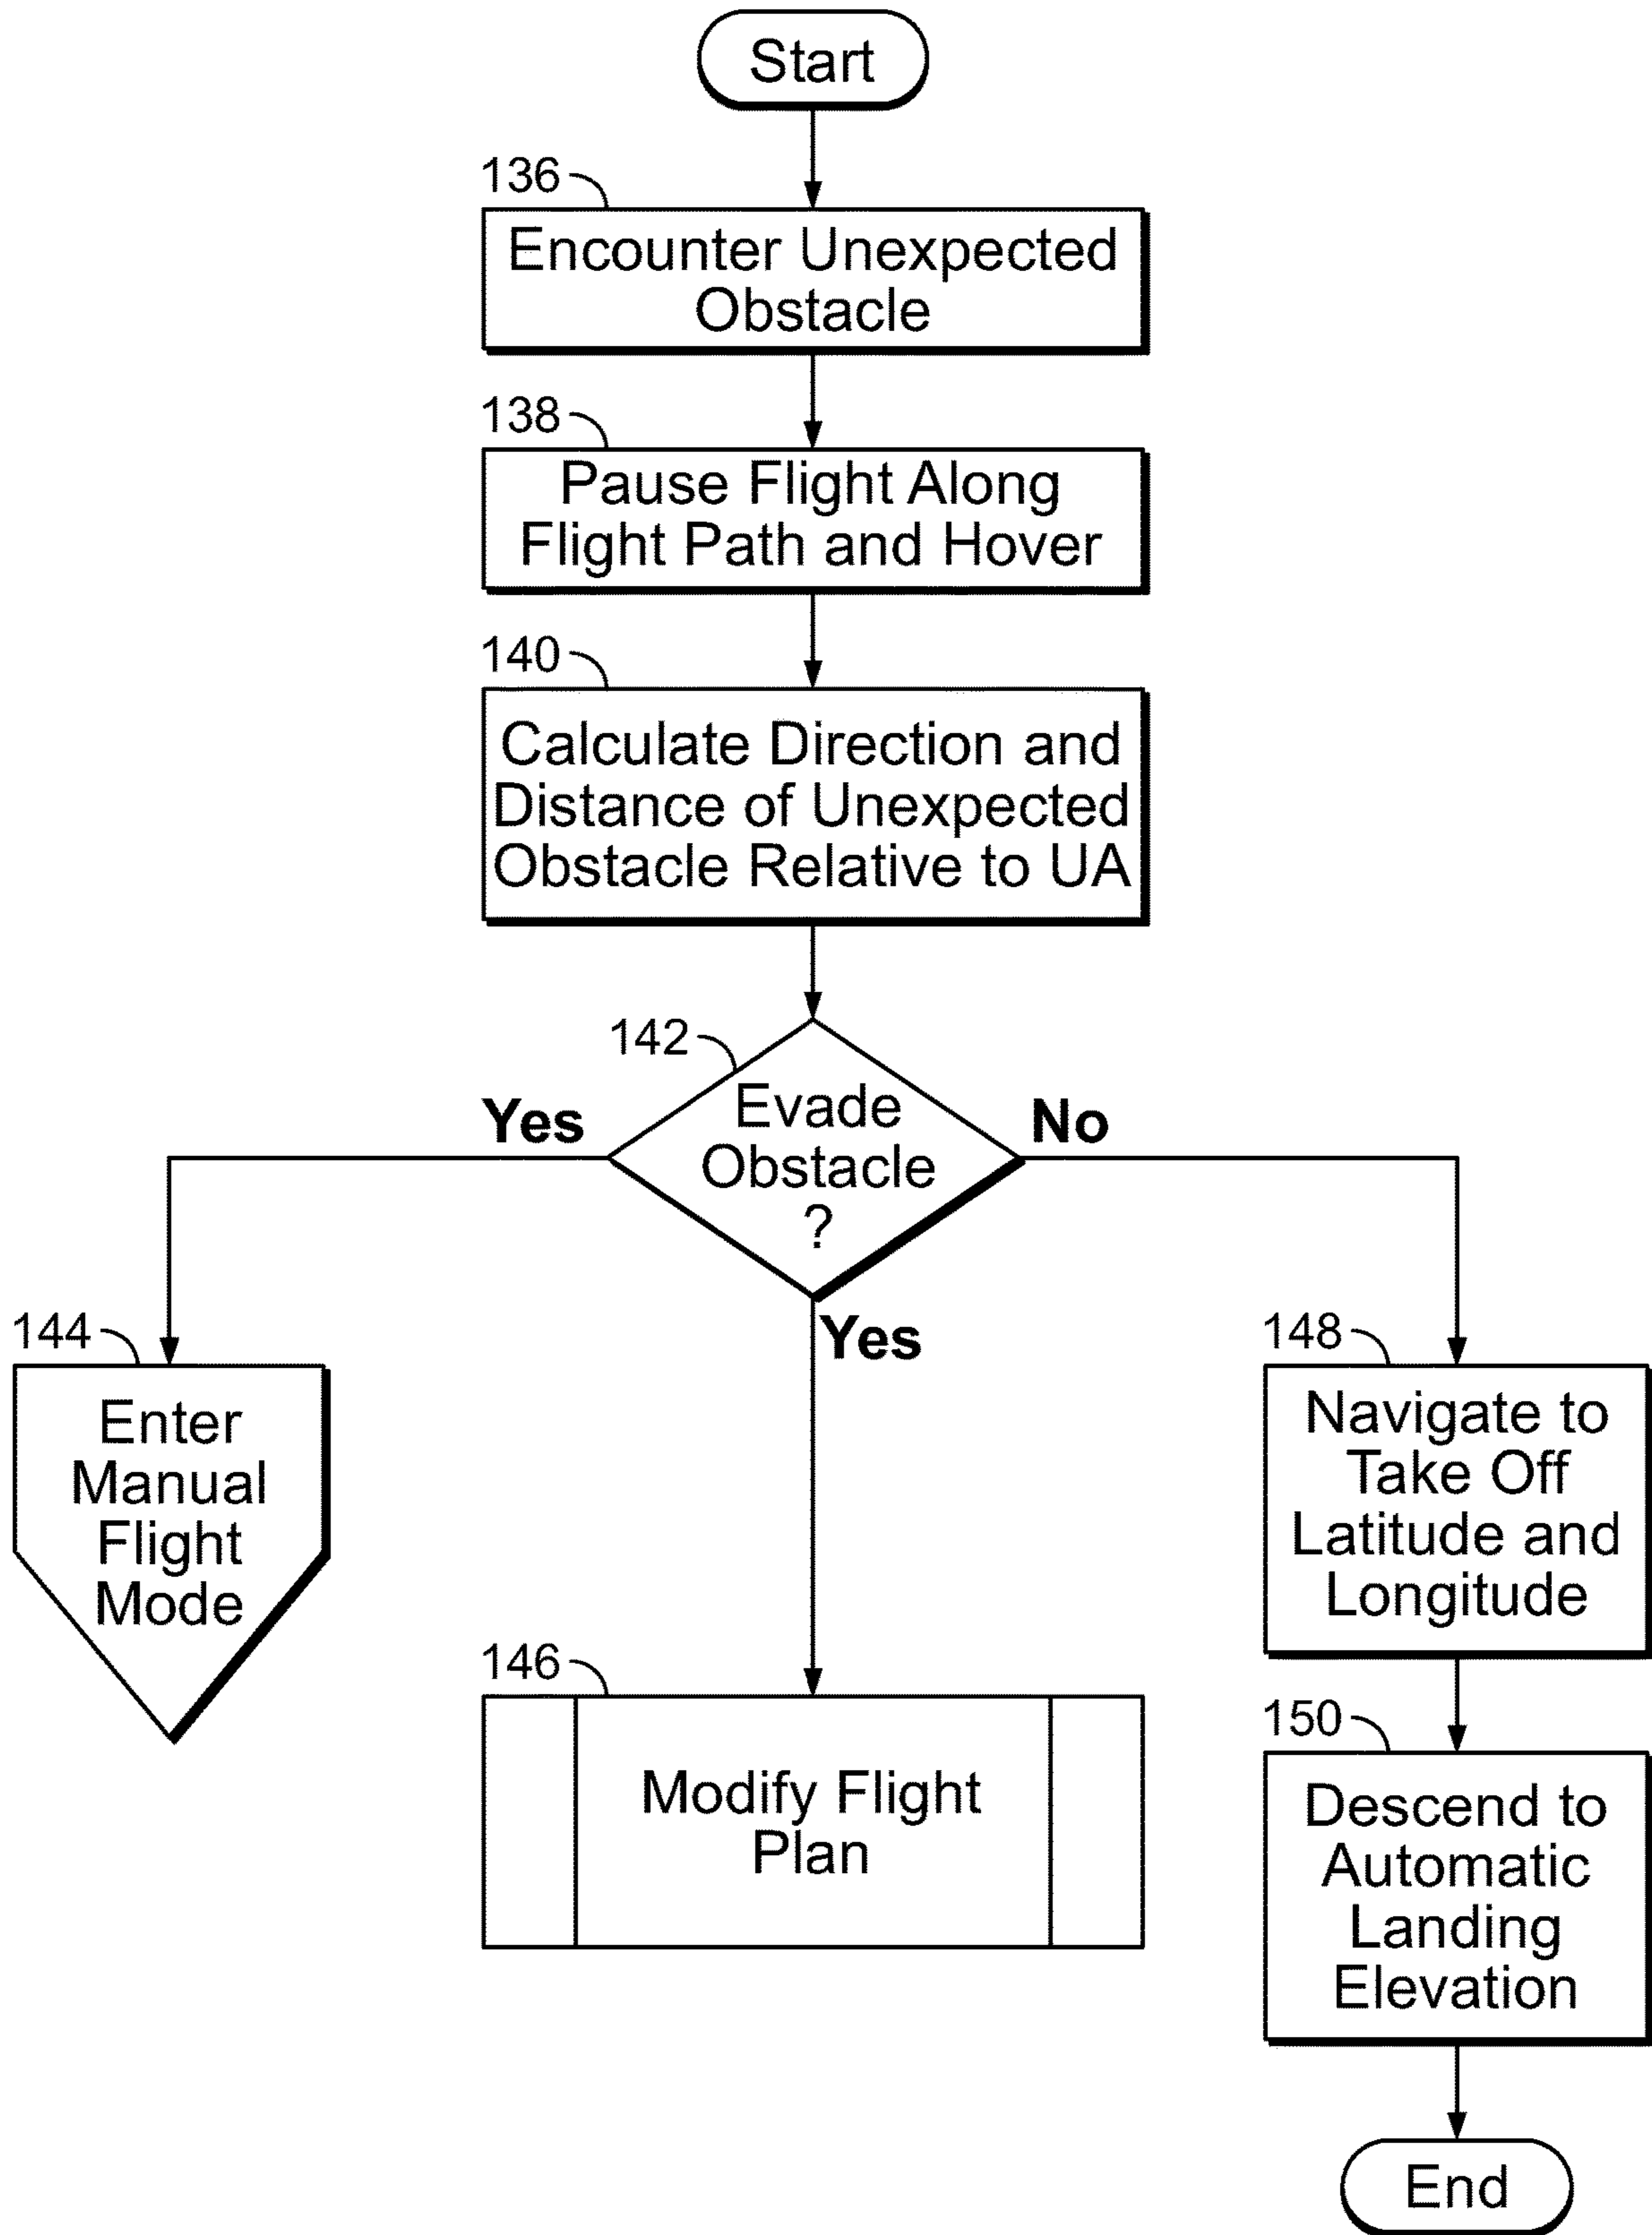 Start
136
Encounter Unexpected
Obstacle
138
Pause Flight Along
Flight Path and Hover
140
Calculate Direction and
Distance of Unexpected
Obstacle Relative to UA
142
Evade
Obstacle
?
Yes
No
Yes
144
Enter
Manual
Flight
Mode
146
Modify Flight
Plan
148
Navigate to
Take Off
Latitude and
Longitude
150
Descend to
Automatic
Landing
Elevation
End